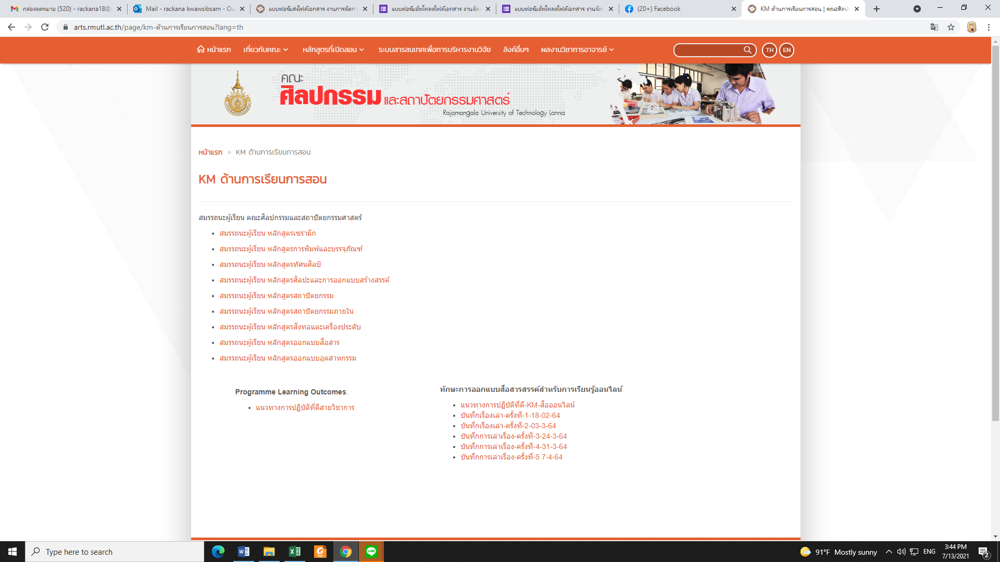 กล่องจดหมาย (520) - rackana18@
Mail - rackana kwawsibsam - Ou
แบบฟอร์มส่งไฟล์เอกสาร งานการจัดกา
แบบฟอร์มอัพโหลดไฟล์เอกสาร งานจัดก
แบบฟอร์มอัพโหลดไฟล์เอกสาร งานจัดก
(20+) Facebook
KM ด้านการเรียนการสอน | คณะศิลปก
arts.rmutl.ac.th/page/km-ด้านการเรียนการสอน?lang=th
หน้าแรก เกี่ยวกับคณะ หลักสูตรที่เปิดสอน ระบบสารสนเทศเพื่อการบริหารงานวิจัย ลิงค์อื่นๆ ผลงานวิชาการอาจารย์ TH EN
คณะ
ศิลปกรรม และสถาปัตยกรรมศาสตร์
Rajamangala University of Technology Lanna
หน้าแรก » KM ด้านการเรียนการสอน
KM ด้านการเรียนการสอน
สมรรถนะผู้เรียน คณะศิลปกรรมและสถาปัตยกรรมศาสตร์
• สมรรถนะผู้เรียน หลักสูตรเซรามิก
• สมรรถนะผู้เรียน หลักสูตรการพิมพ์และบรรจุภัณฑ์
• สมรรถนะผู้เรียน หลักสูตรทัศนศิลป์
• สมรรถนะผู้เรียน หลักสูตรศิลปะและการออกแบบสร้างสรรค์
• สมรรถนะผู้เรียน หลักสูตรสถาปัตยกรรม
• สมรรถนะผู้เรียน หลักสูตรสถาปัตยกรรมภายใน
• สมรรถนะผู้เรียน หลักสูตรสิ่งทอและเครื่องประดับ
• สมรรถนะผู้เรียน หลักสูตรออกแบบสื่อสาร
• สมรรถนะผู้เรียน หลักสูตรออกแบบอุตสาหกรรม
Programme Learning Outcomes.
• แนวทางการปฏิบัติที่ดีสายวิชาการ
ทักษะการออกแบบสื่อสารสรรค์สำหรับการเรียนรู้ออนไลน์
• แนวทางการปฏิบัติที่ดี-KM-สื่อออนไลน์
• บันทึกเรื่องเล่า-ครั้งที่-1-18-02-64
• บันทึกเรื่องเล่า-ครั้งที่-2-03-3-64
• บันทึกการเล่าเรื่อง-ครั้งที่-3-24-3-64
• บันทึกการเล่าเรื่อง-ครั้งที่-4-31-3-64
• บันทึกการเล่าเรื่อง-ครั้งที่-5 7-4-64
Type here to search
91°F Mostly sunny
ENG
3:44 PM
7/13/2021
2